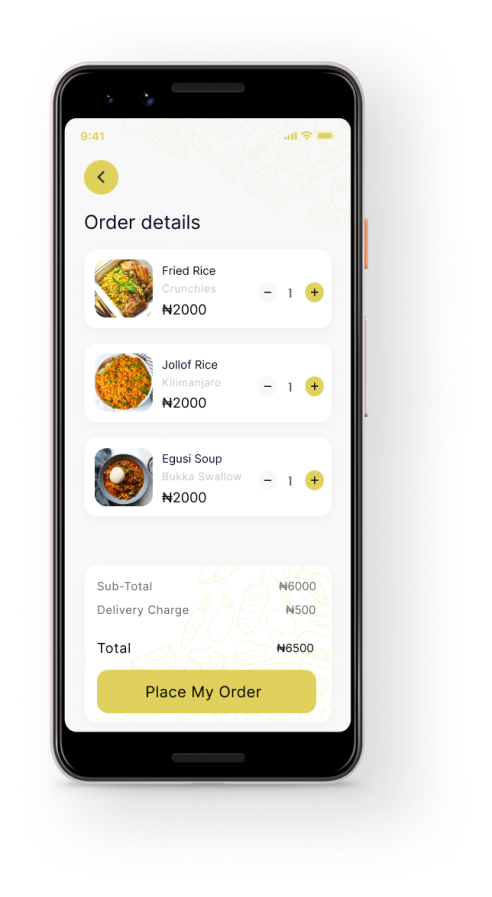 9:41
Order details
Fried Rice
Crunchies
₦2000
− 1 +
Jollof Rice
Kilimanjaro
₦2000
− 1 +
Egusi Soup
Bukka Swallow
₦2000
− 1 +
Sub-Total ₦6000
Delivery Charge ₦500
Total ₦6500
Place My Order